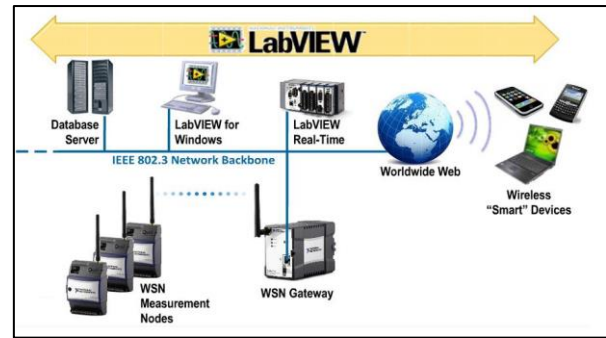 LabVIEW
Database
Server
LabVIEW for
Windows
LabVIEW
Real-Time
IEEE 802.3 Network Backbone
Worldwide Web
Wireless
"Smart" Devices
WSN
Measurement
Nodes
WSN Gateway